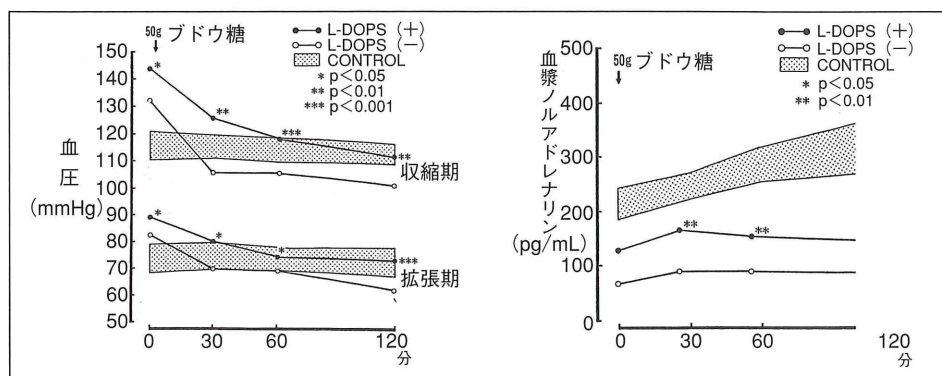 50g ブドウ糖
L-DOPS (+)
L-DOPS (−)
CONTROL
* p<0.05
** p<0.01
*** p<0.001
150
140
130
120
110
100
90
80
70
60
50
血圧
(mmHg)
*
**
***
**
収縮期
*
*
*
***
拡張期
0
30
60
120
分
50g ブドウ糖
L-DOPS (+)
L-DOPS (−)
CONTROL
* p<0.05
** p<0.01
500
400
300
200
100
0
血漿ノルアドレナリン
(pg/mL)
**
**
0
30
60
120
分